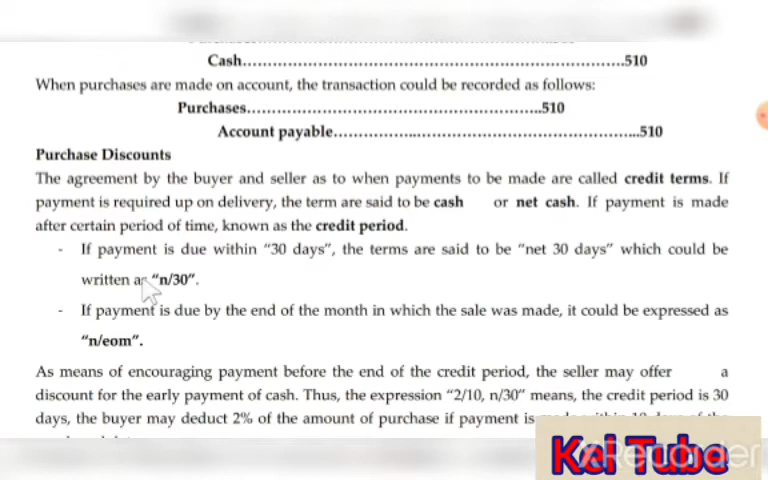 Cash……………………………………………………………………….510
When purchases are made on account, the transaction could be recorded as follows:
Purchases…………………………………………………..510
Account payable………………...…………………………………………...510
Purchase Discounts
The agreement by the buyer and seller as to when payments to be made are called credit terms. If
payment is required up on delivery, the term are said to be cash or net cash. If payment is made
after certain period of time, known as the credit period.
- If payment is due within “30 days”, the terms are said to be “net 30 days” which could be
written as “n/30”.
- If payment is due by the end of the month in which the sale was made, it could be expressed as
“n/eom”.
As means of encouraging payment before the end of the credit period, the seller may offer a
discount for the early payment of cash. Thus, the expression “2/10, n/30” means, the credit period is 30
days, the buyer may deduct 2% of the amount of purchase if payment is
Kal Tube